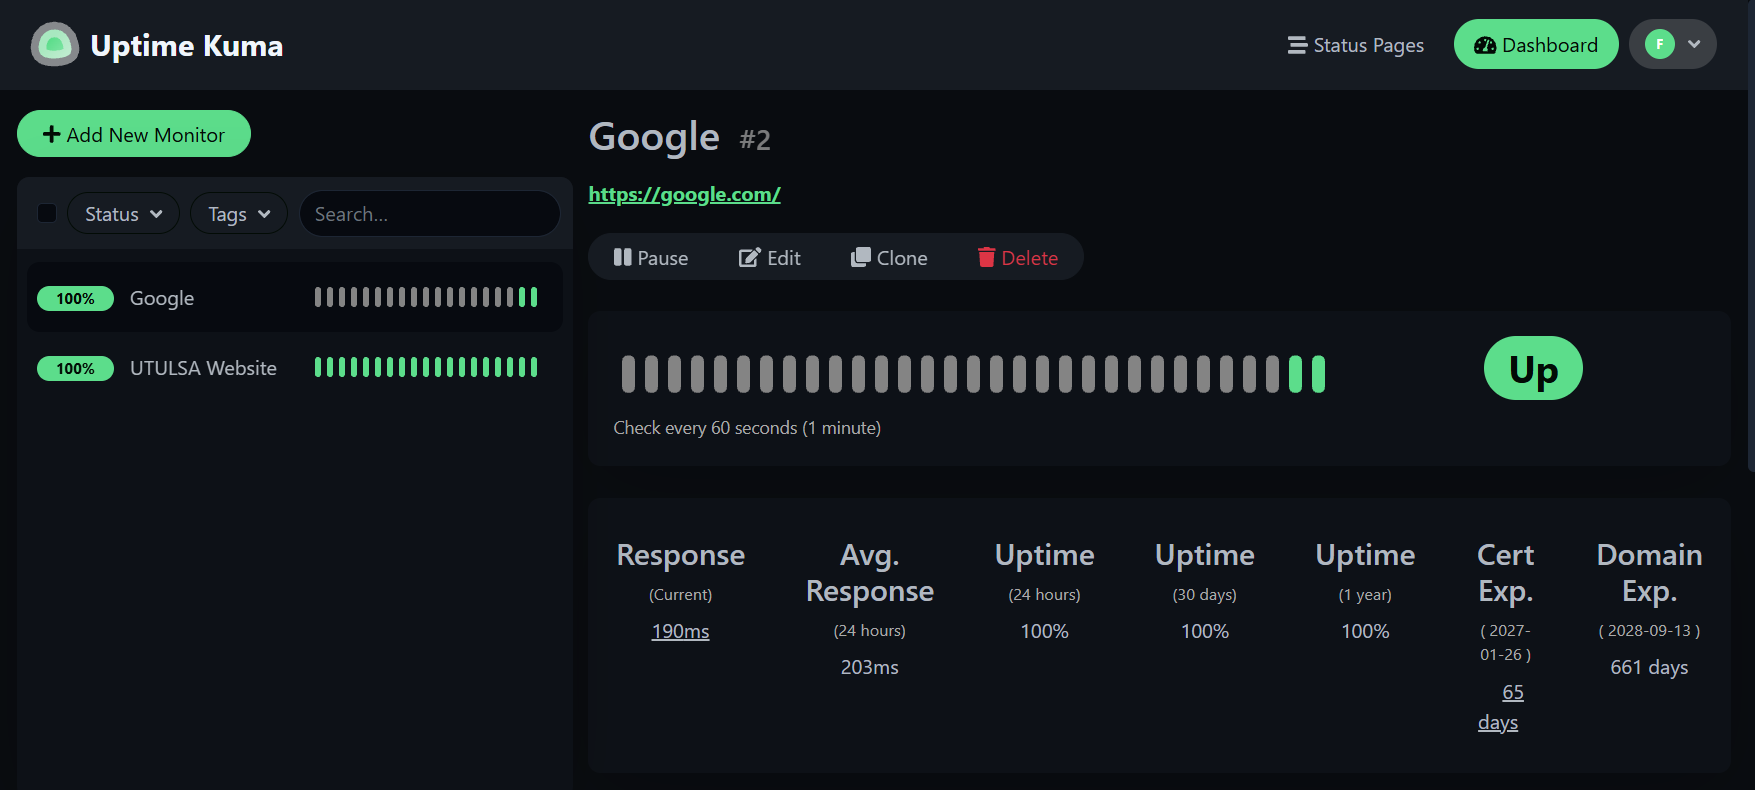 Uptime Kuma
Status Pages
Dashboard
F
Add New Monitor
Status
Tags
Search...
100% Google
100% UTULSA Website
Google #2
https://google.com/
Pause
Edit
Clone
Delete
Up
Check every 60 seconds (1 minute)
Response
(Current)
190ms
Avg.
Response
(24 hours)
203ms
Uptime
(24 hours)
100%
Uptime
(30 days)
100%
Uptime
(1 year)
100%
Cert
Exp.
( 2027-
01-26 )
65
days
Domain
Exp.
( 2028-09-13 )
661 days